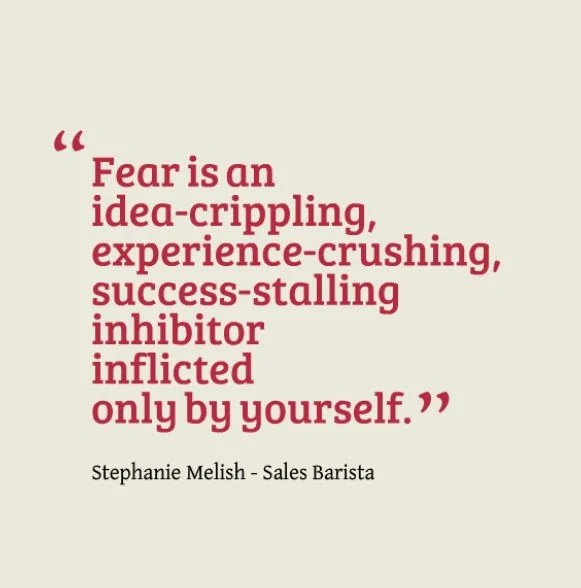 “Fear is an
idea-crippling,
experience-crushing,
success-stalling
inhibitor
inflicted
only by yourself.”
Stephanie Melish - Sales Barista